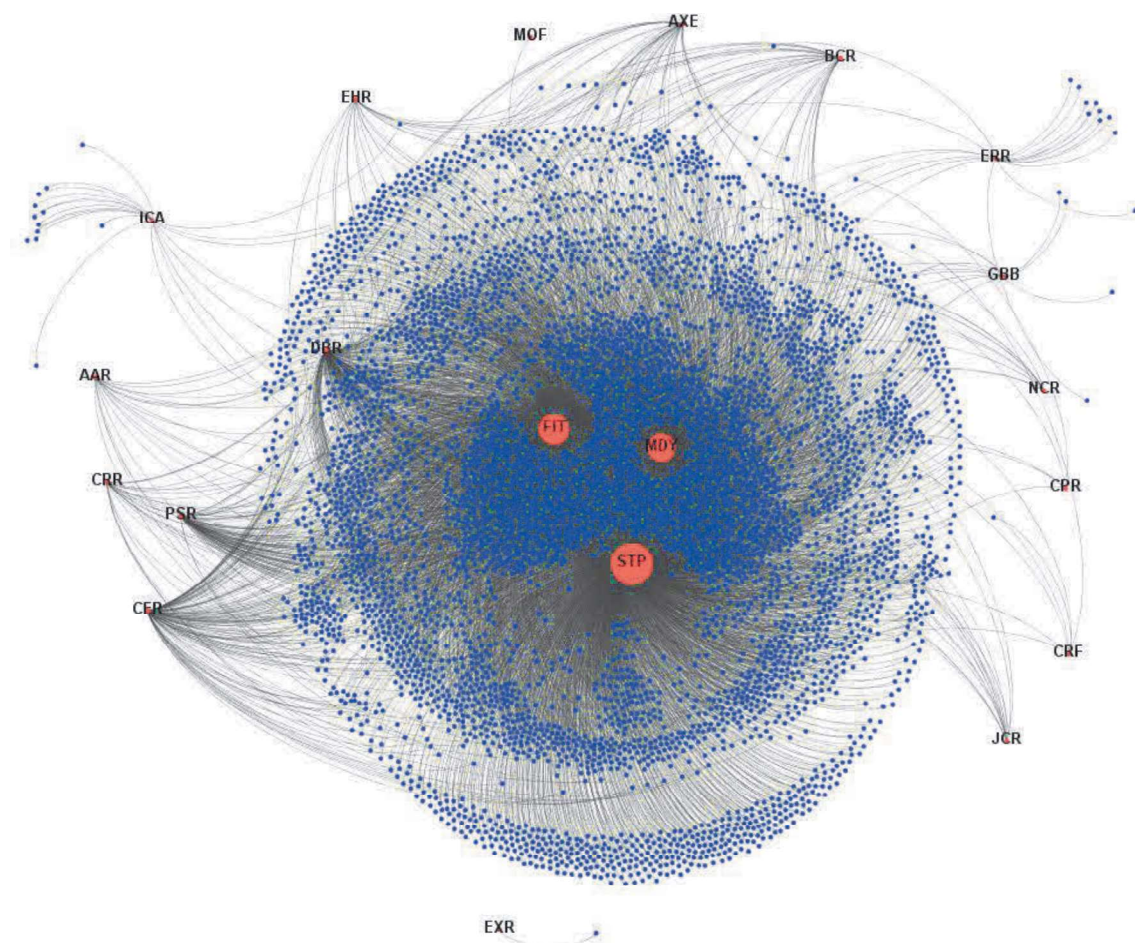 AXE
MOF
BCR
EHR
ERR
ICA
GBB
DBR
AAR
NCR
FIT
MDY
CRR
CPR
PSR
STP
CFR
CRF
JCR
EXR